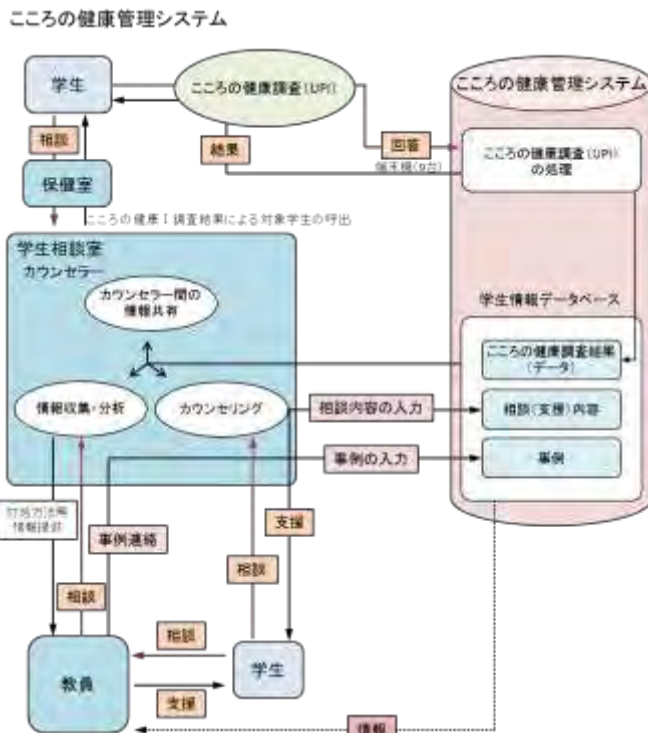 こころの健康管理システム
学生
こころの健康調査(UPI)
こころの健康管理システム
相談
結果
回答
端末機(9台)
こころの健康調査(UPI)
の処理
保健室
こころの健康Ⅰ調査結果による対象学生の呼出
学生相談室
カウンセラー
カウンセラー間の
情報共有
学生情報データベース
こころの健康調査結果
(データ)
情報収集・分析
カウンセリング
相談内容の入力
相談(支援)内容
事例の入力
事例
情報提供
支援
事例連絡
相談
相談
相談
教員
学生
支援
情報